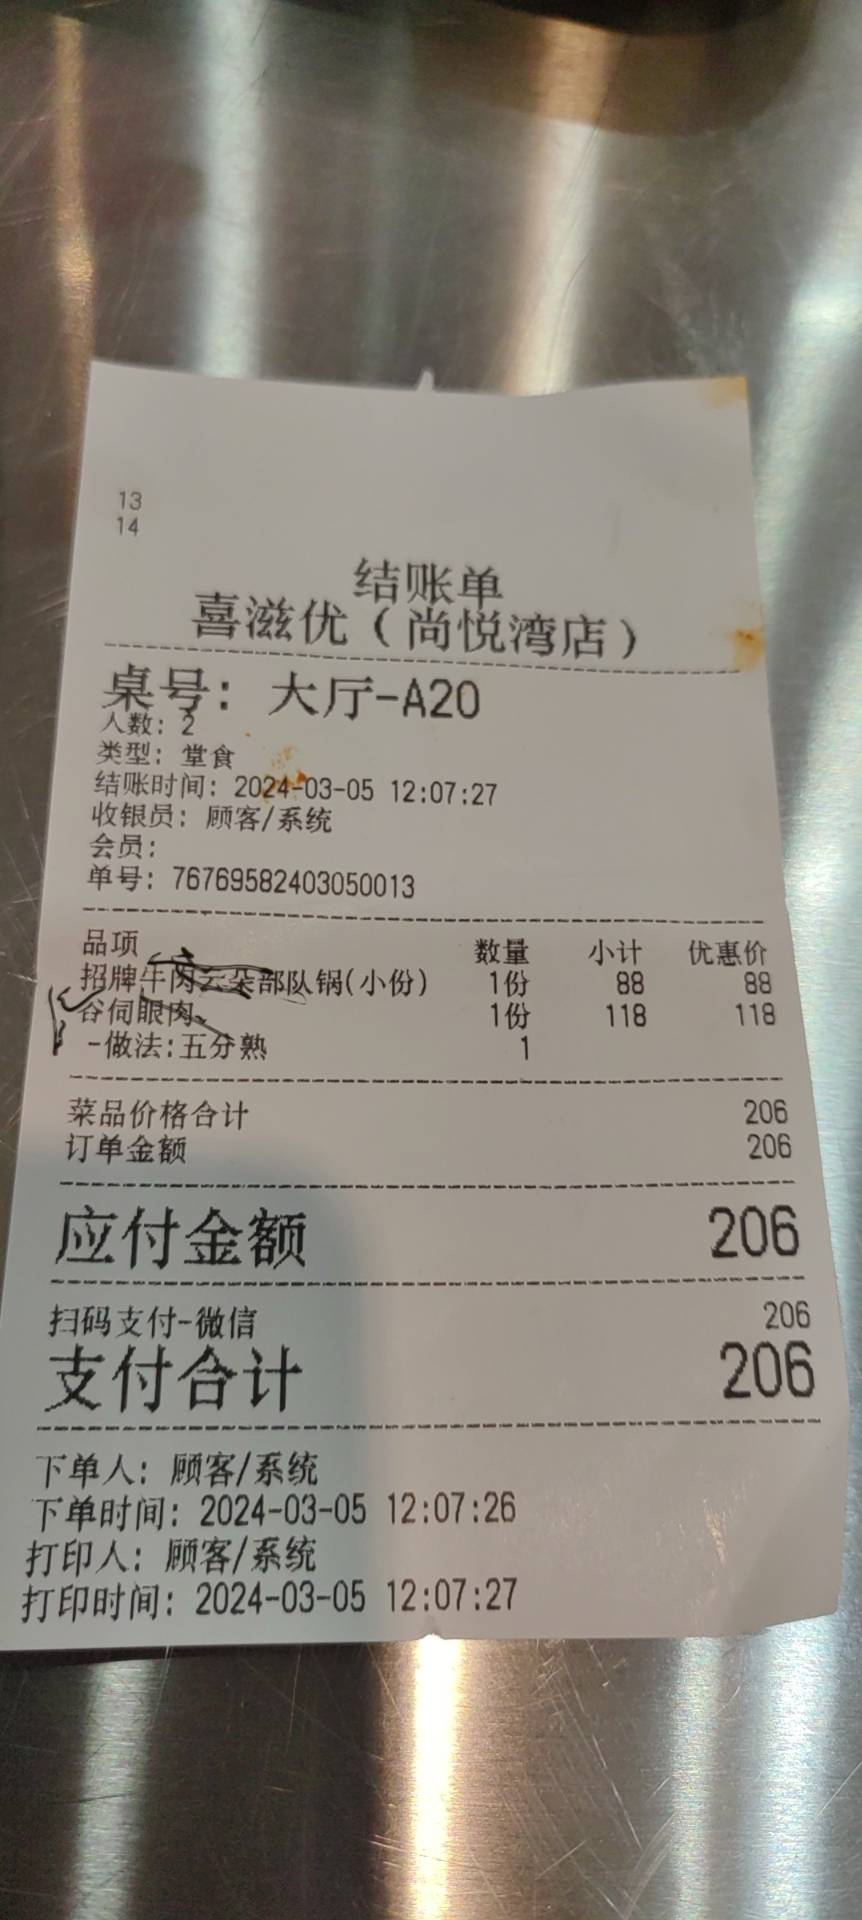 13
14
结账单
喜滋优（尚悦湾店）
桌号：大厅-A20
人数：2
类型：堂食
结账时间：2024-03-05 12:07:27
收银员：顾客/系统
会员：
单号：767695824030500​13
品项 数量 小计 优惠价
招牌牛肉云朵部队锅(小份) 1份 88 88
谷饲眼肉 1份 118 118
-做法:五分熟 1
菜品价格合计 206
订单金额 206
应付金额 206
扫码支付-微信 206
支付合计 206
下单人：顾客/系统
下单时间：2024-03-05 12:07:26
打印人：顾客/系统
打印时间：2024-03-05 12:07:27